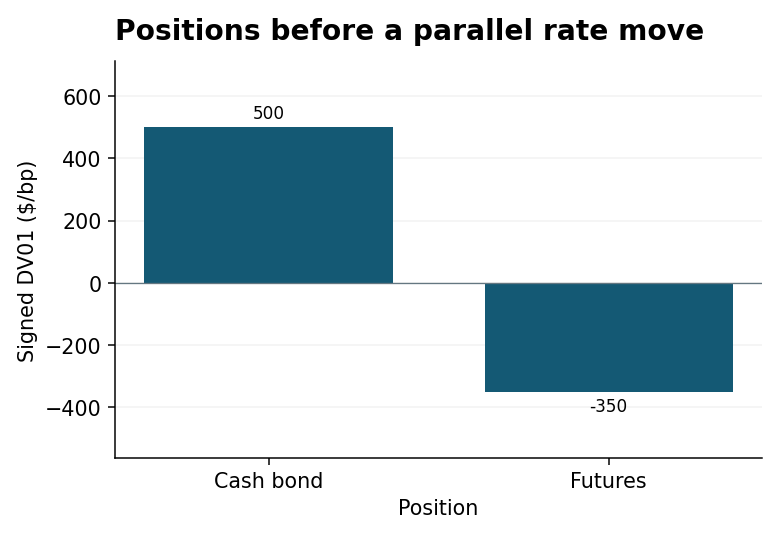 Positions before a parallel rate move
Signed DV01 ($/bp)
600
400
200
0
−200
−400
500
-350
Cash bond
Futures
Position